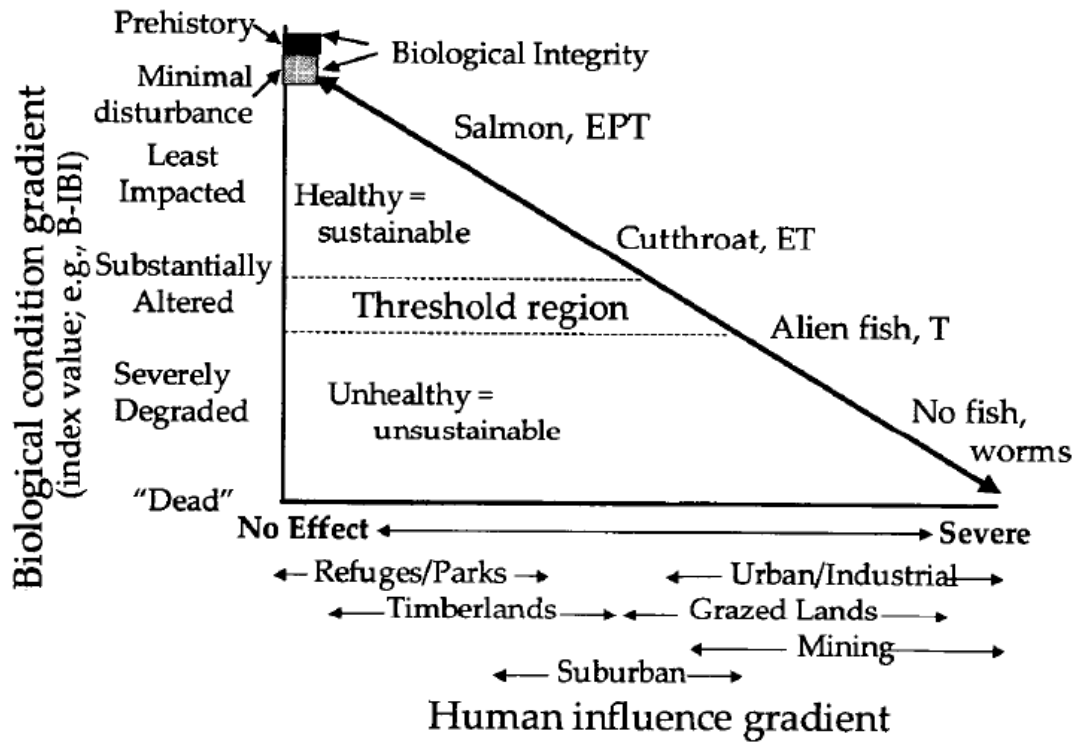 Prehistory
Biological Integrity
Minimal
disturbance
Salmon, EPT
Least
Impacted
Healthy =
sustainable
Cutthroat, ET
Substantially
Altered
Threshold region
Alien fish, T
Severely
Degraded
Unhealthy =
unsustainable
No fish,
worms
"Dead"
Biological condition gradient
(index value; e.g., B-IBI)
No Effect
Severe
Refuges/Parks
Urban/Industrial
Timberlands
Grazed Lands
Mining
Suburban
Human influence gradient